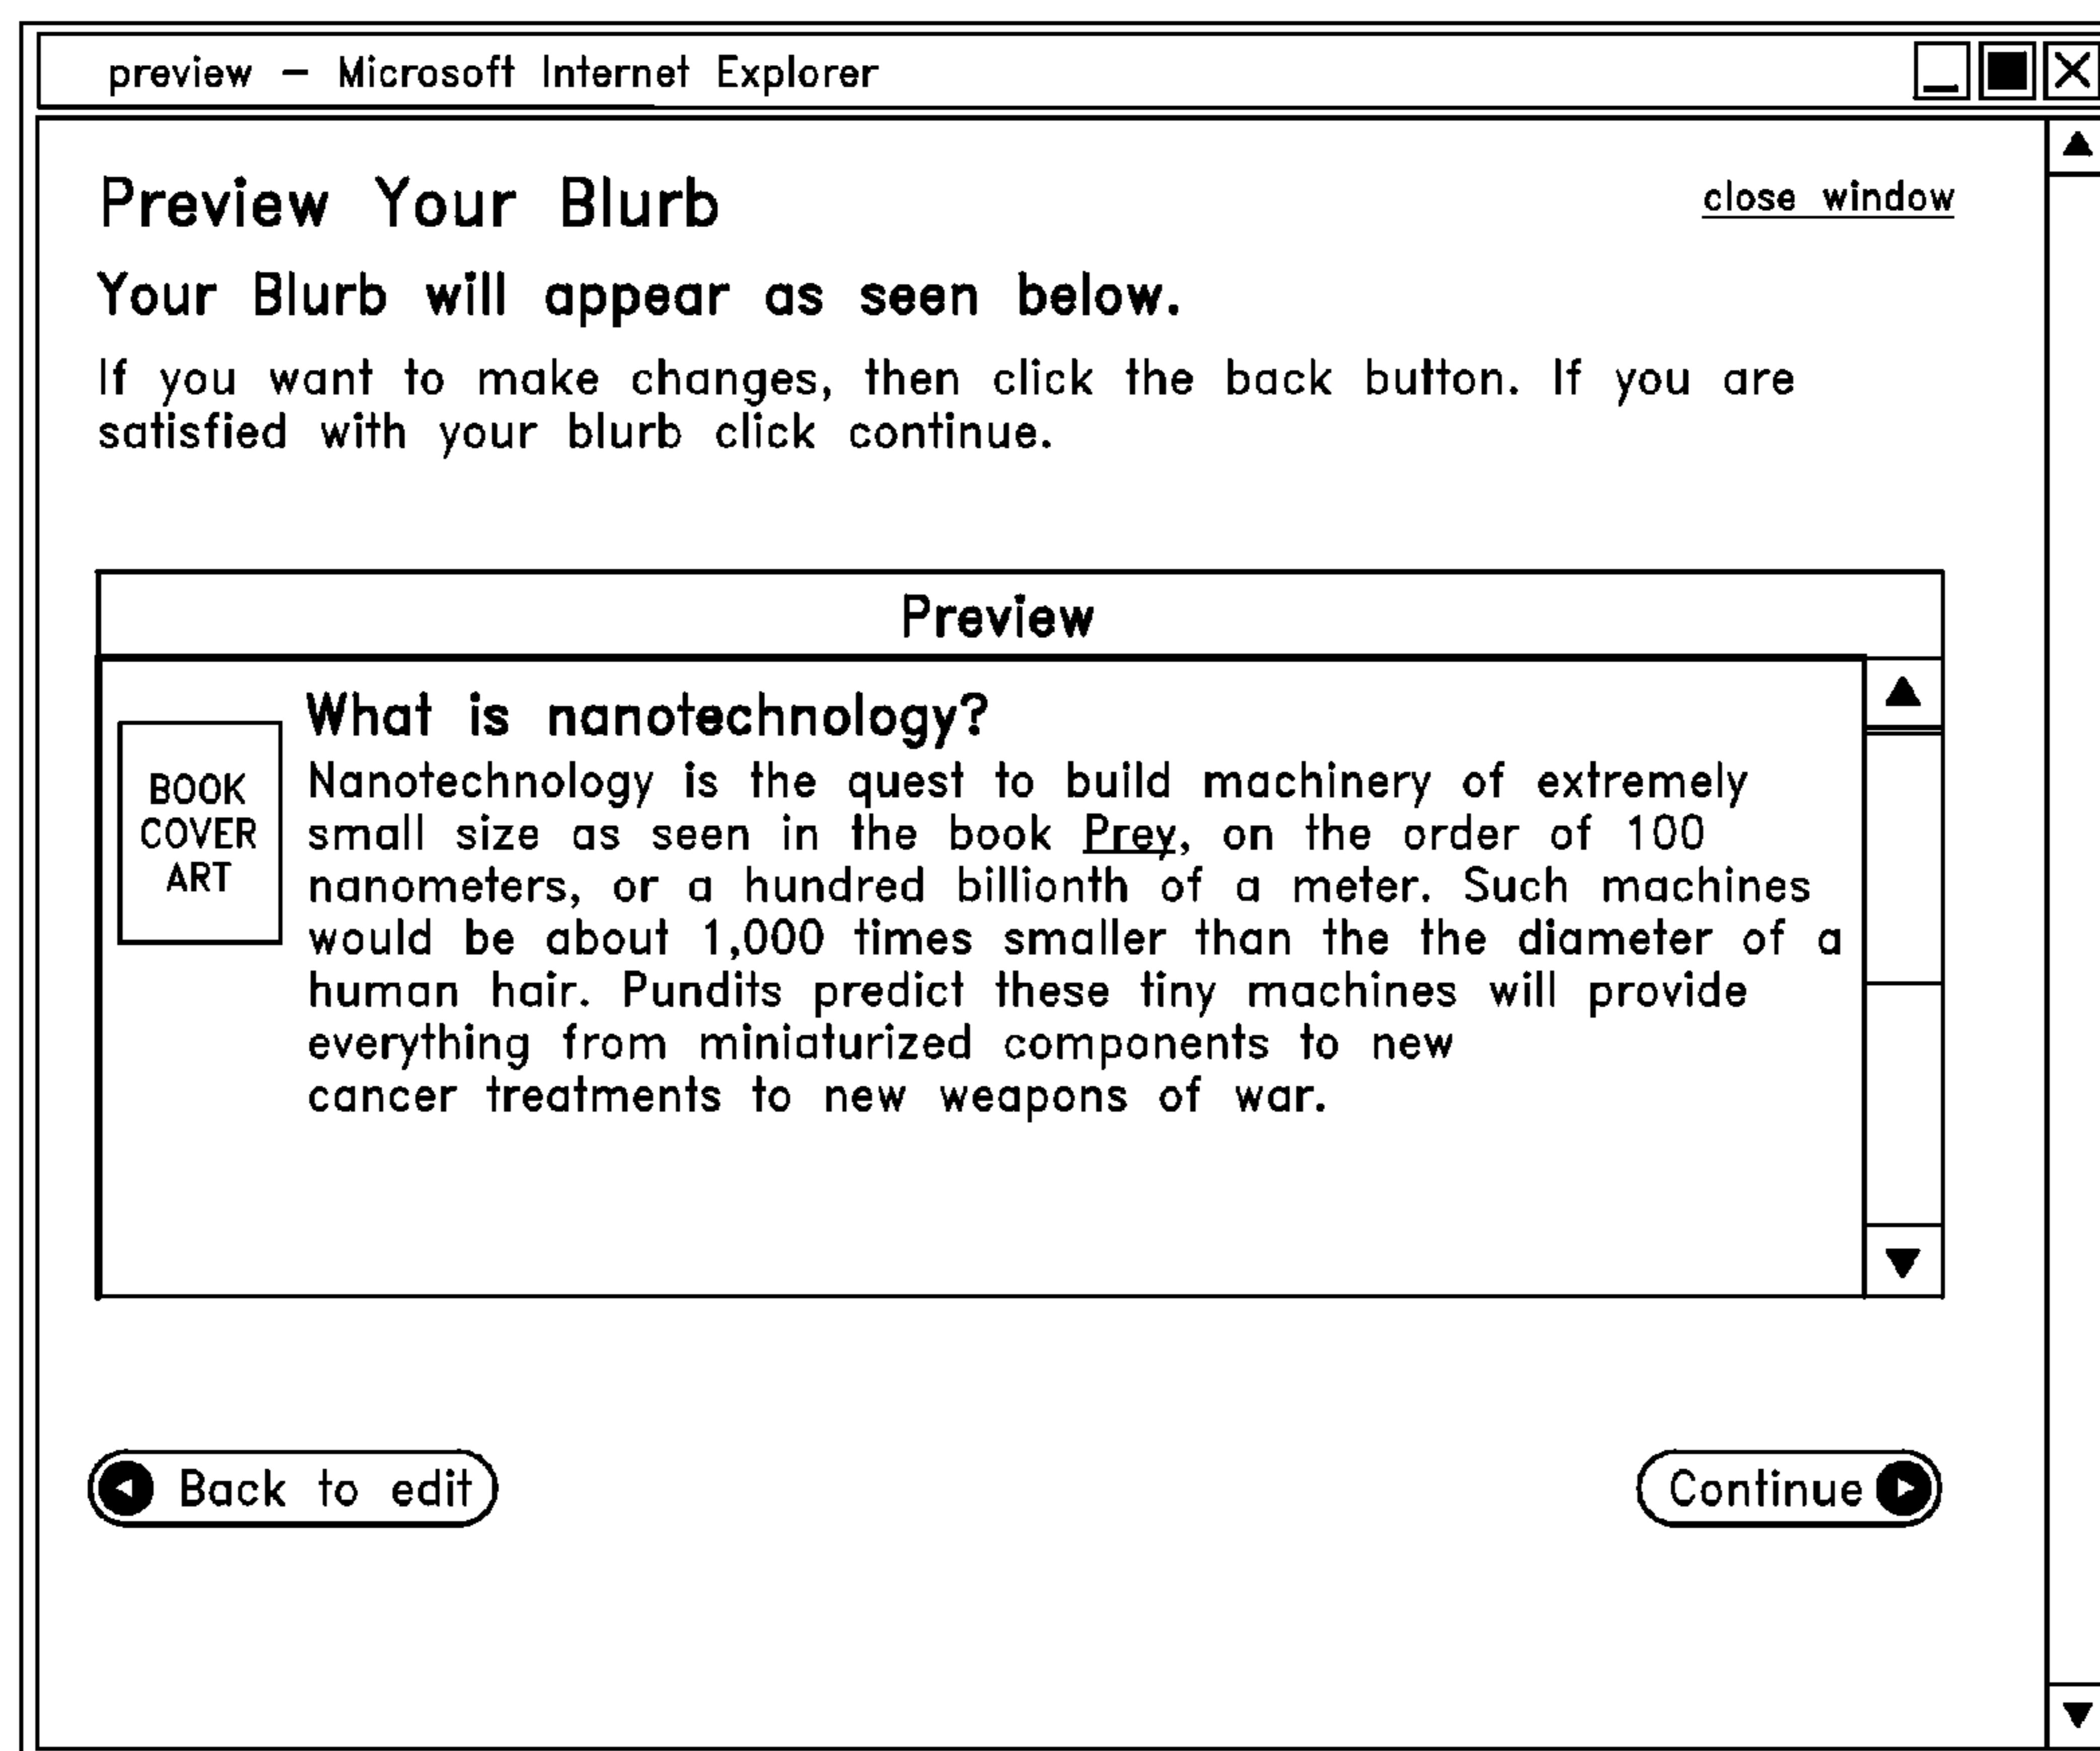 preview – Microsoft Internet Explorer
Preview Your Blurb
close window
Your Blurb will appear as seen below.
If you want to make changes, then click the back button. If you are
satisfied with your blurb click continue.
Preview
BOOK
COVER
ART
What is nanotechnology?
Nanotechnology is the quest to build machinery of extremely
small size as seen in the book Prey, on the order of 100
nanometers, or a hundred billionth of a meter. Such machines
would be about 1,000 times smaller than the the diameter of a
human hair. Pundits predict these tiny machines will provide
everything from miniaturized components to new
cancer treatments to new weapons of war.
Back to edit
Continue